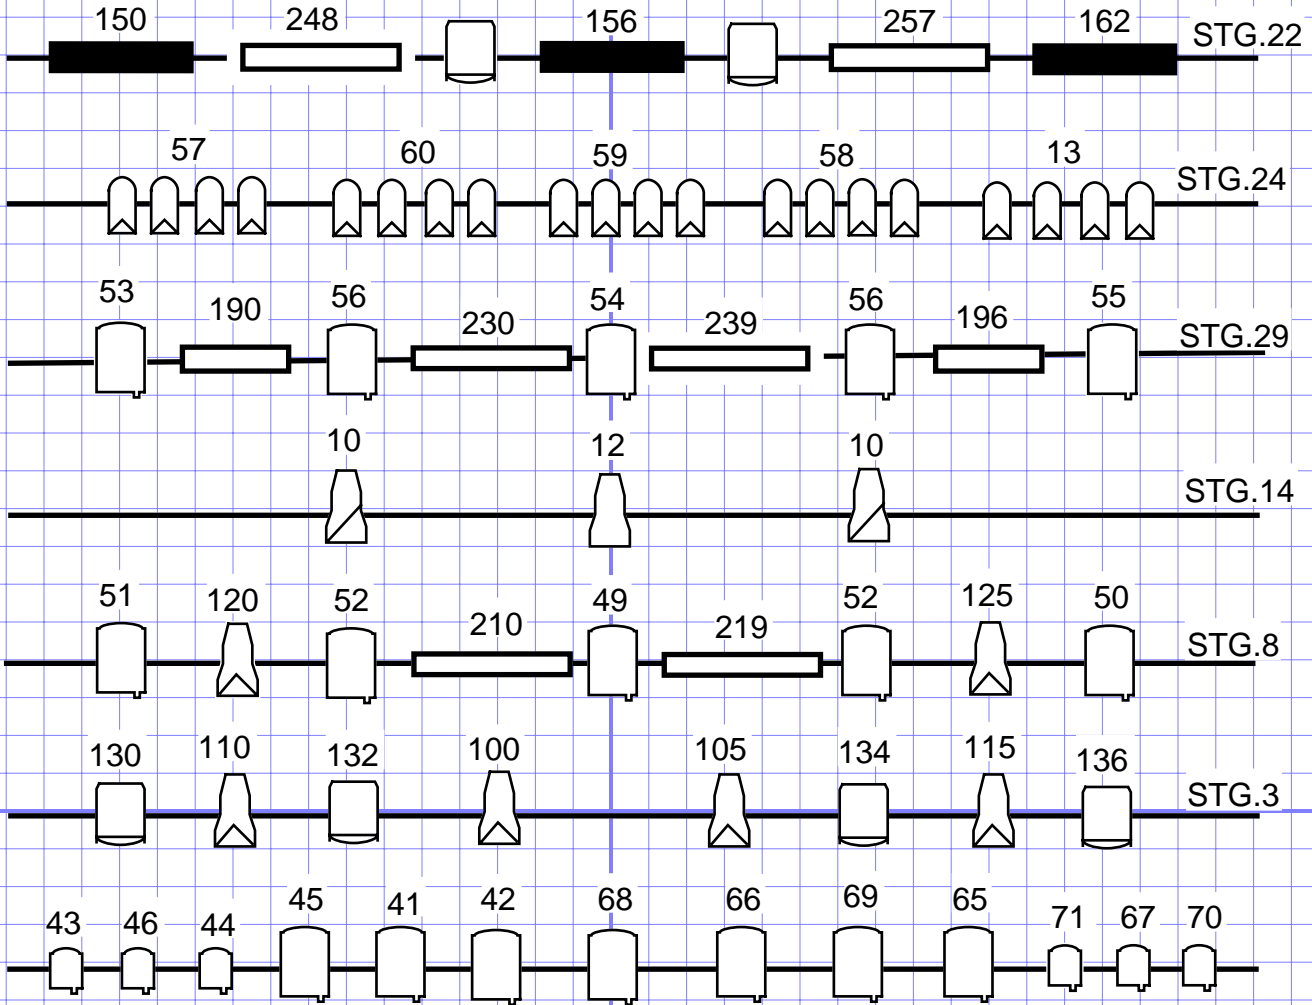 150 248 156 257 162 STG.22
57 60 59 58 13 STG.24
53 190 56 230 54 239 56 196 55 STG.29
10 12 10 STG.14
51 120 52 210 49 219 52 125 50 STG.8
130 110 132 100 105 134 115 136 STG.3
43 46 44 45 41 42 68 66 69 65 71 67 70